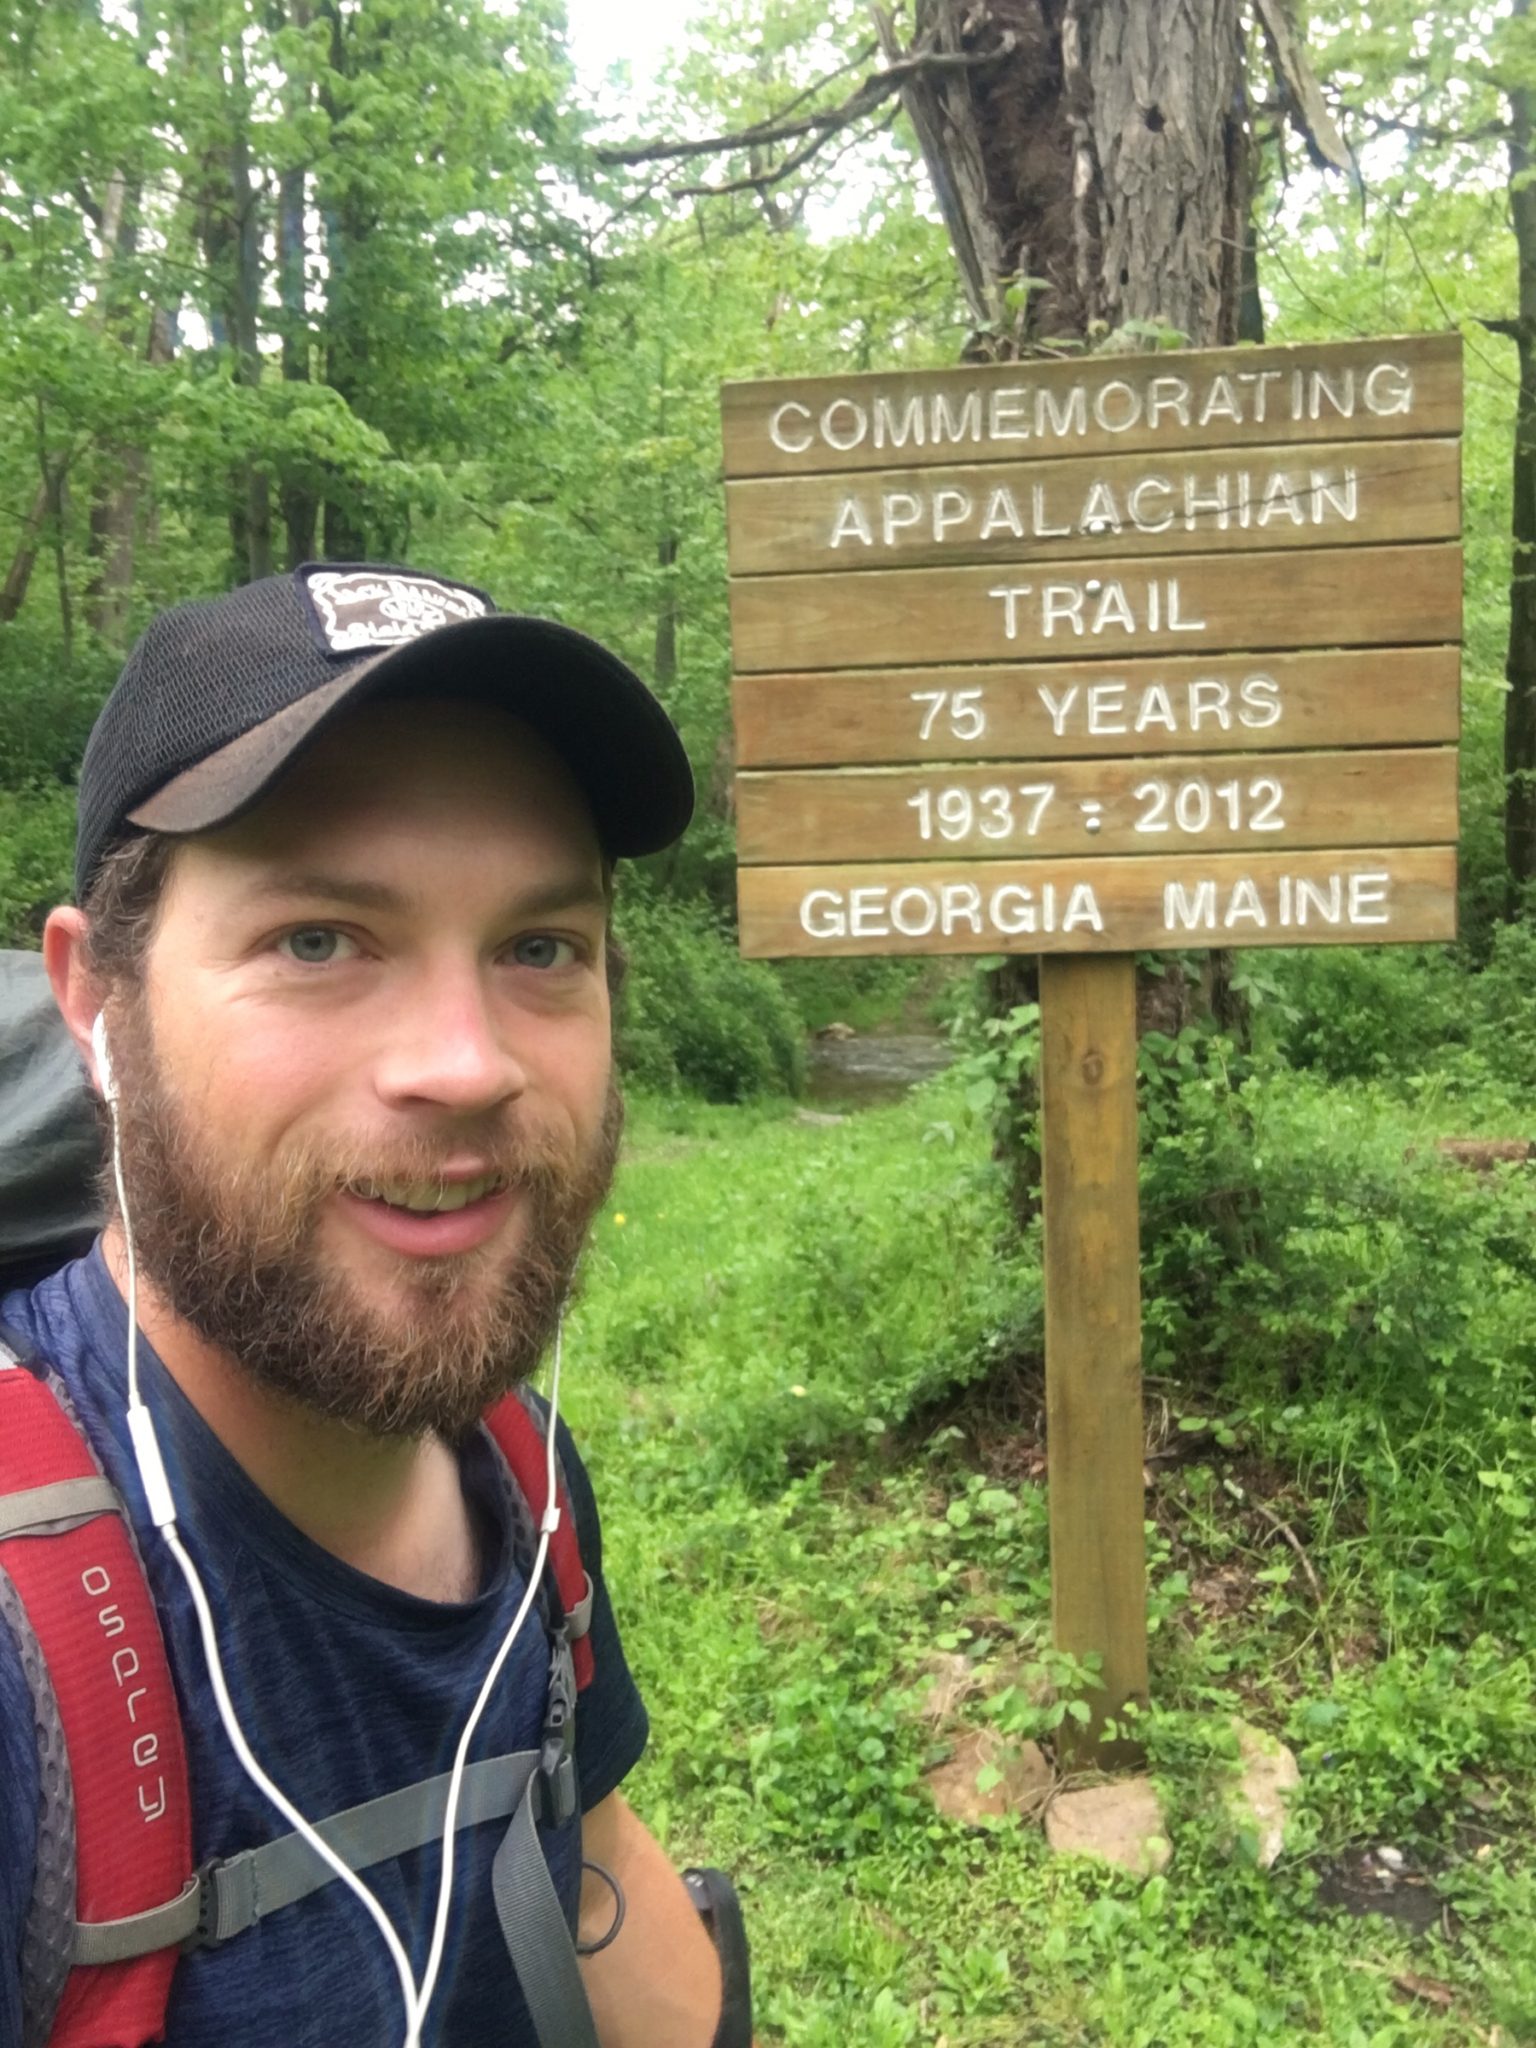 COMMEMORATING
APPALACHIAN
TRAIL
75 YEARS
1937 - 2012
GEORGIA MAINE
osprey